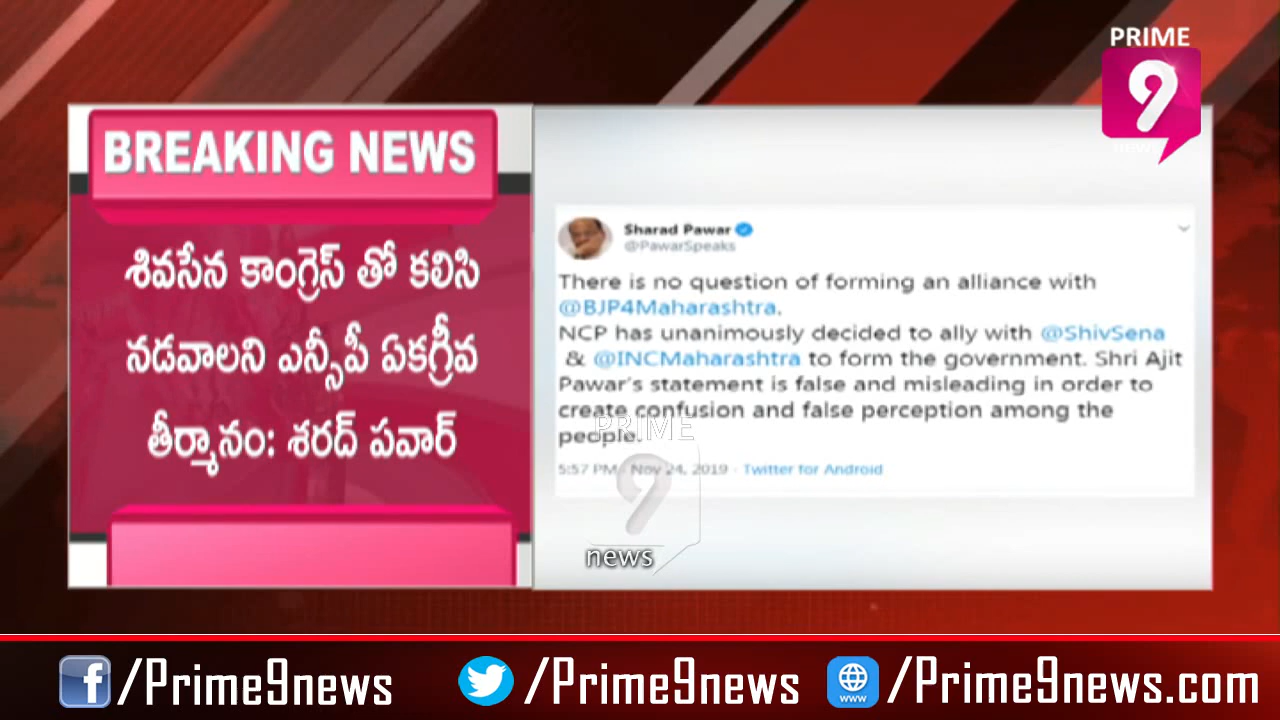 PRIME
9
news
BREAKING NEWS
శివసేన కాంగ్రెస్ తో కలిసి
నడవాలని ఎన్సీపీ ఏకగ్రీవ
తీర్మానం: శరద్ పవార్
Sharad Pawar
@PawarSpeaks
There is no question of forming an alliance with
@BJP4Maharashtra.
NCP has unanimously decided to ally with @ShivSena
& @INCMaharashtra to form the government. Shri Ajit
Pawar's statement is false and misleading in order to
create confusion and false perception among the
people.
5:57 PM · Nov 24, 2019 · Twitter for Android
PRIME
9
news
/Prime9news
/Prime9news
www
/Prime9news.com